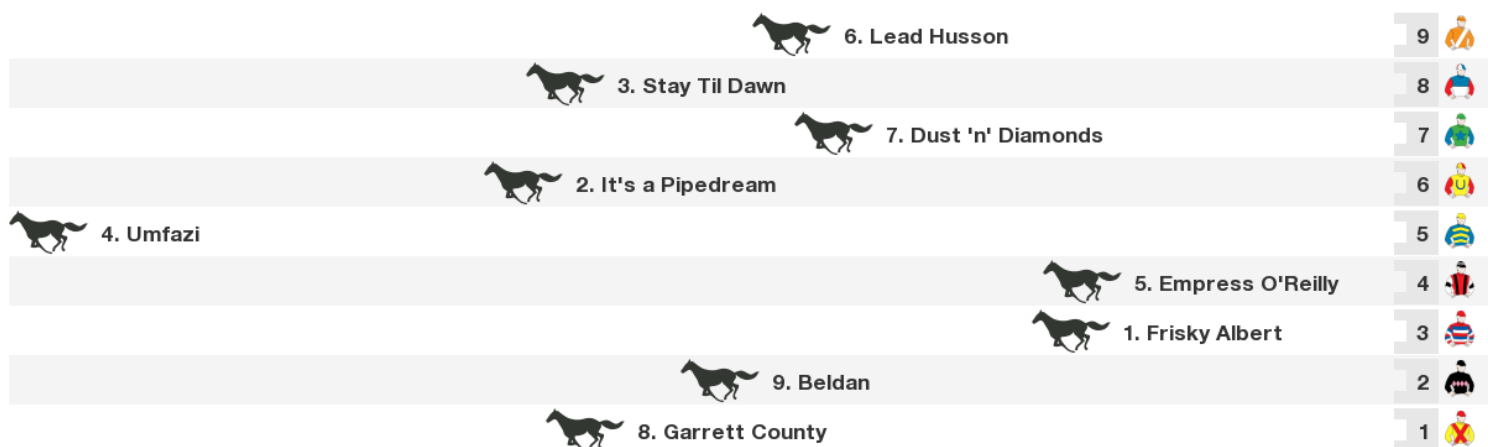 6. Lead Husson 9
3. Stay Til Dawn 8
7. Dust 'n' Diamonds 7
2. It's a Pipedream 6
4. Umfazi 5
5. Empress O'Reilly 4
1. Frisky Albert 3
9. Beldan 2
8. Garrett County 1